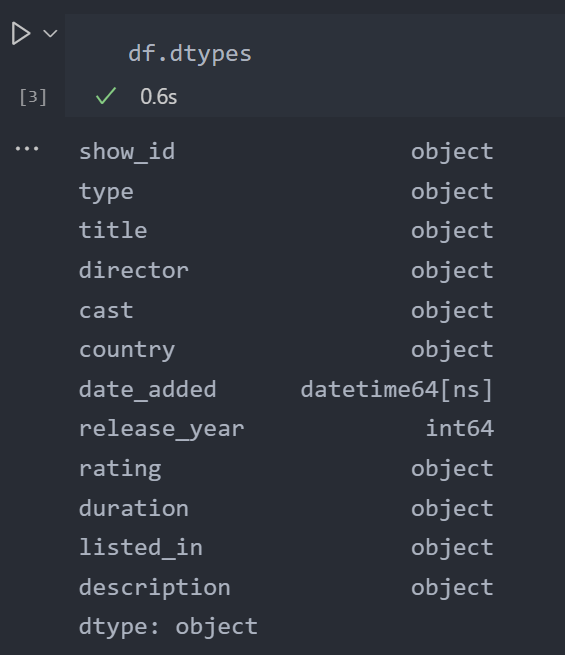 df.dtypes
[3]
0.6s
...
show_id object
type object
title object
director object
cast object
country object
date_added datetime64[ns]
release_year int64
rating object
duration object
listed_in object
description object
dtype: object